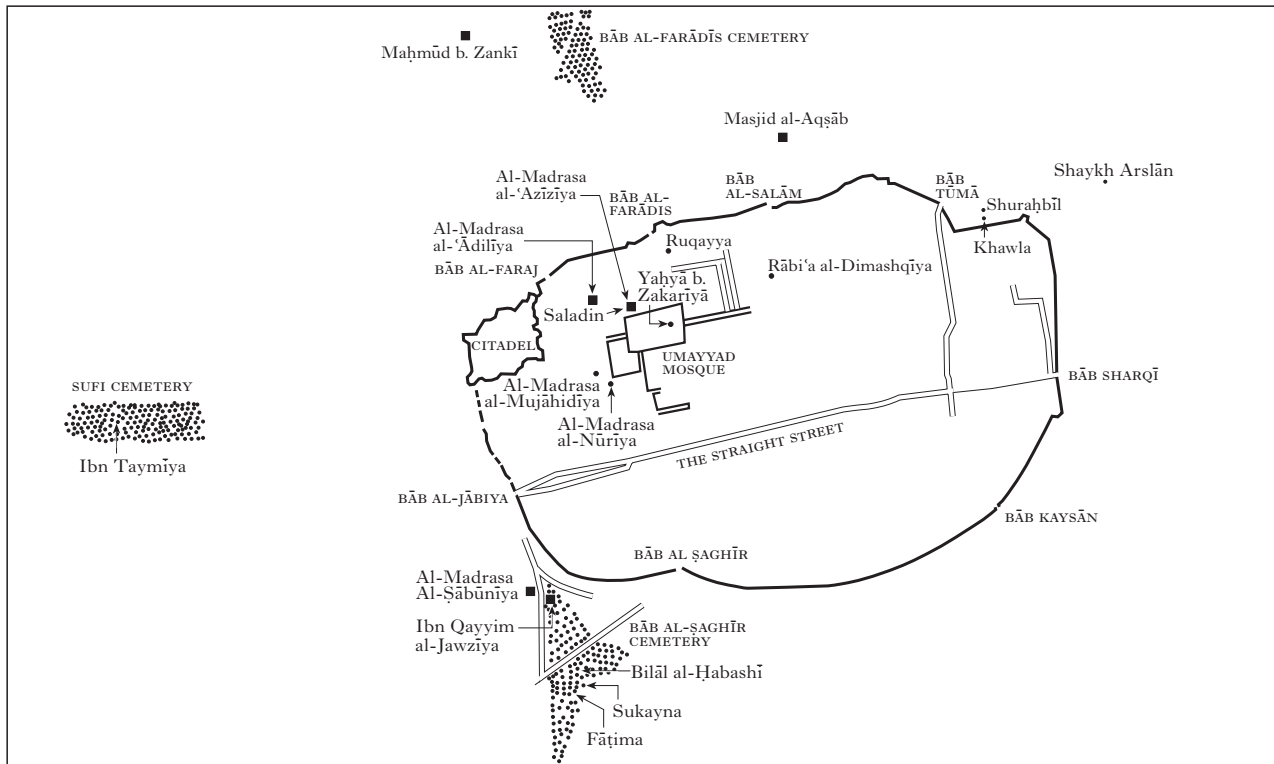 BĀB AL-FARĀDĪS CEMETERY
Maḥmūd b. Zankī
Masjid al-Aqṣāb
Shaykh Arslān
Al-Madrasa
al-ʿAzīzīya
BĀB AL-
FARĀDIS
BĀB
AL-SALĀM
BĀB
TŪMĀ
Shuraḥbīl
Khawla
Al-Madrasa
al-ʿĀdilīya
Ruqayya
BĀB AL-FARAJ
Yaḥyā b.
Zakarīyā
Rābiʿa al-Dimashqīya
Saladin
CITADEL
UMAYYAD
MOSQUE
BĀB SHARQĪ
SUFI CEMETERY
Al-Madrasa
al-Mujāhidīya
Al-Madrasa
al-Nūrīya
THE STRAIGHT STREET
Ibn Taymīya
BĀB AL-JĀBIYA
BĀB KAYSĀN
BĀB AL ṢAGHĪR
Al-Madrasa
Al-Ṣābūnīya
Ibn Qayyim
al-Jawzīya
BĀB AL-ṢAGHĪR
CEMETERY
Bilāl al-Ḥabashī
Sukayna
Fāṭima